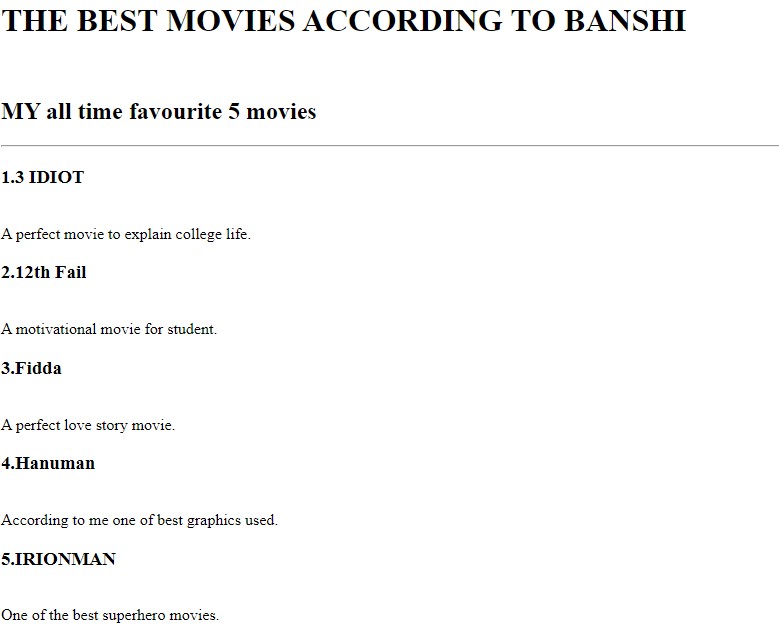 THE BEST MOVIES ACCORDING TO BANSHI
MY all time favourite 5 movies
1.3 IDIOT
A perfect movie to explain college life.
2.12th Fail
A motivational movie for student.
3.Fidda
A perfect love story movie.
4.Hanuman
According to me one of best graphics used.
5.IRIONMAN
One of the best superhero movies.